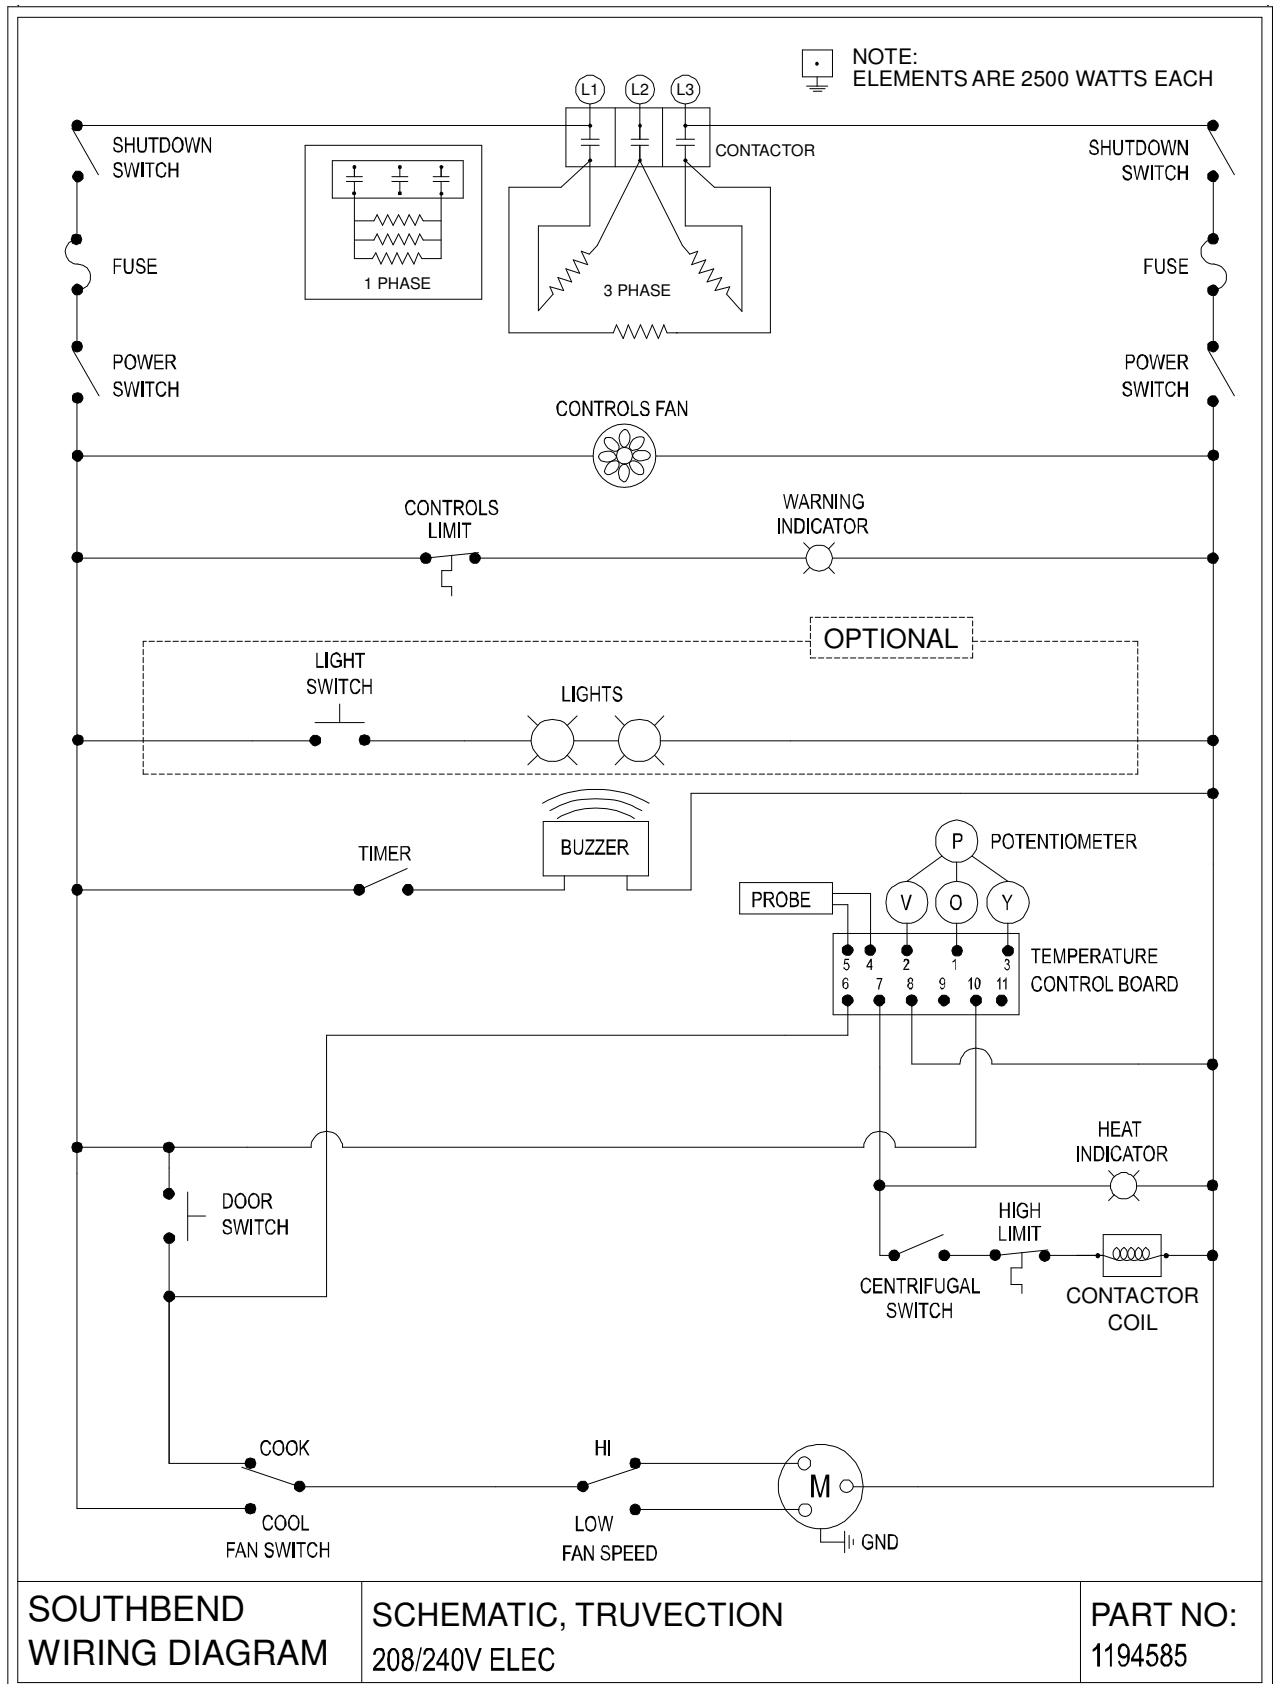 NOTE:
ELEMENTS ARE 2500 WATTS EACH
L1 L2 L3
SHUTDOWN
SWITCH
CONTACTOR
SHUTDOWN
SWITCH
FUSE
1 PHASE
3 PHASE
FUSE
POWER
SWITCH
POWER
SWITCH
CONTROLS FAN
CONTROLS
LIMIT
WARNING
INDICATOR
OPTIONAL
LIGHT
SWITCH
LIGHTS
TIMER
BUZZER
P POTENTIOMETER
PROBE
V O Y
5 4 2 1 3
6 7 8 9 10 11
TEMPERATURE
CONTROL BOARD
HEAT
INDICATOR
DOOR
SWITCH
HIGH
LIMIT
CENTRIFUGAL
SWITCH
CONTACTOR
COIL
COOK
HI
M
COOL
FAN SWITCH
LOW
FAN SPEED
GND
SOUTHBEND
WIRING DIAGRAM
SCHEMATIC, TRUVECTION
208/240V ELEC
PART NO:
1194585